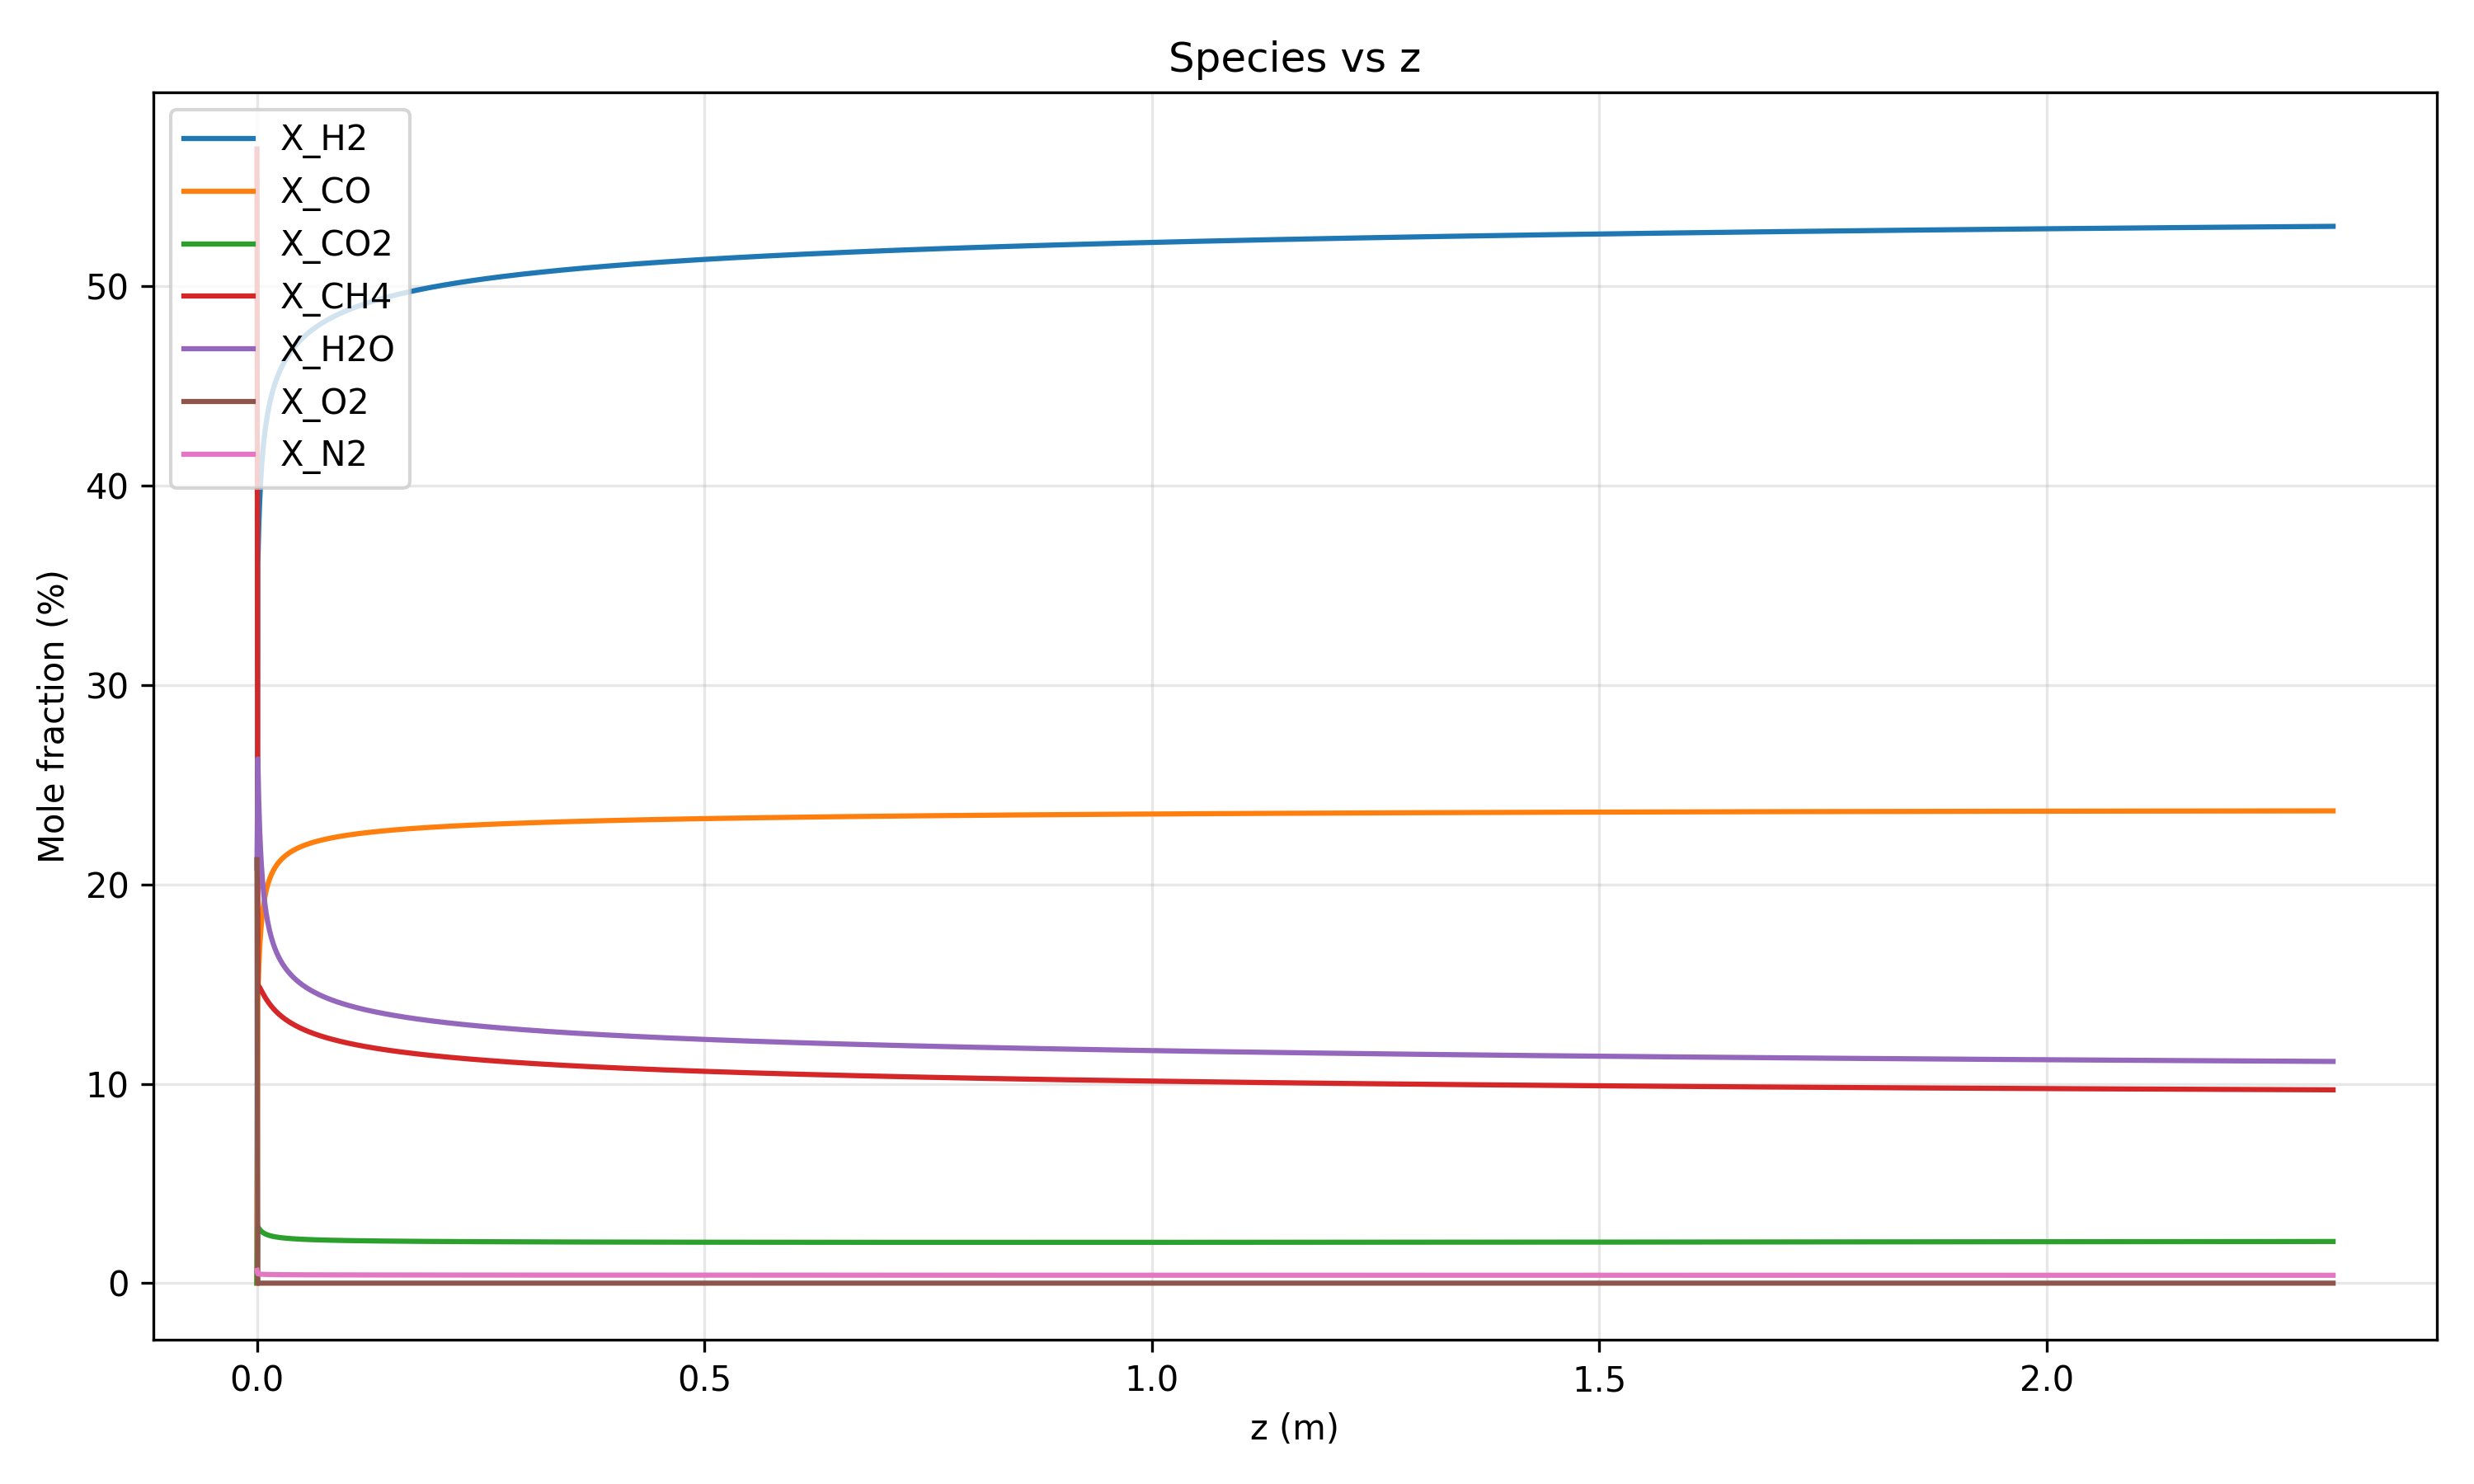 Species vs z
X_H2
X_CO
X_CO2
X_CH4
X_H2O
X_O2
X_N2
Mole fraction (%)
50
40
30
20
10
0
0.0 0.5 1.0 1.5 2.0
z (m)